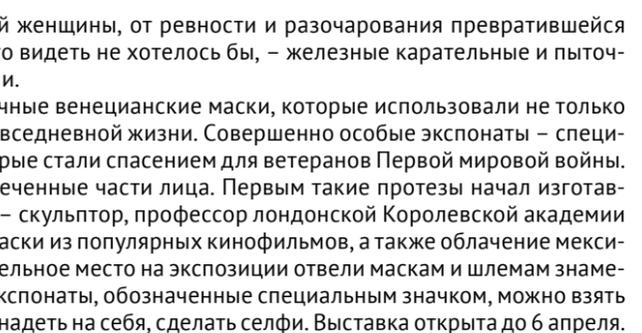 й женщины, от ревности и разочарования превратившейся
о видеть не хотелось бы, – железные карательные и пыточ-
и.
чные венецианские маски, которые использовали не только
вседневной жизни. Совершенно особые экспонаты – специ-
рые стали спасением для ветеранов Первой мировой войны.
еченные части лица. Первым такие протезы начал изготав-
– скульптор, профессор лондонской Королевской академии
аски из популярных кинофильмов, а также облачение мекси-
ельное место на экспозиции отвели маскам и шлемам знаме-
кспонаты, обозначенные специальным значком, можно взять
надеть на себя, сделать селфи. Выставка открыта до 6 апреля.